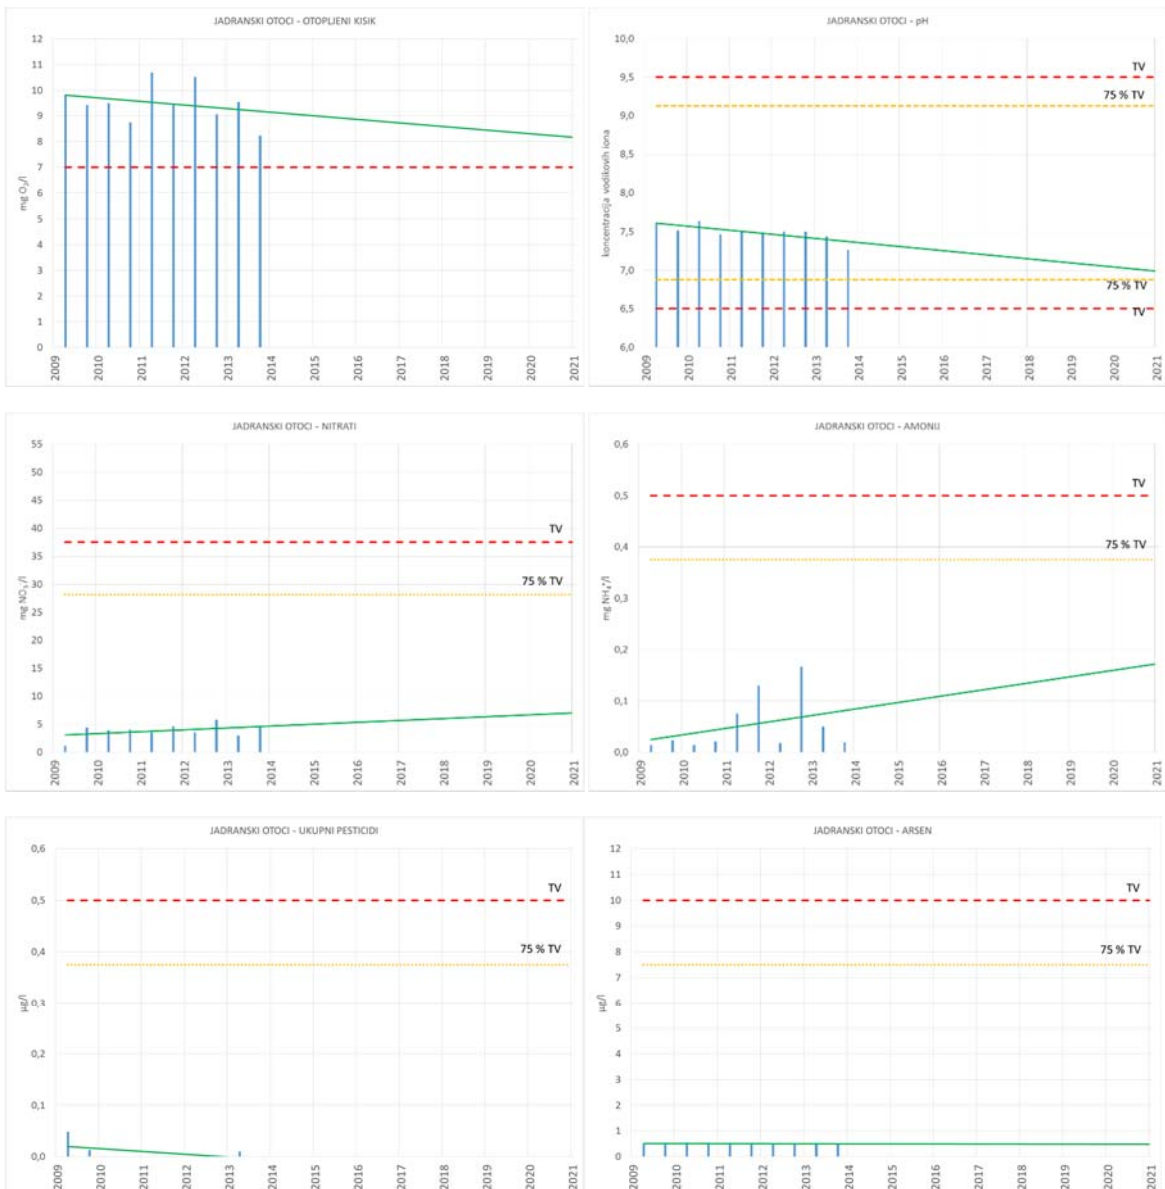 JADRANSKI OTOCI - OTOPLJENI KISIK
12
11
10
9
8
7
6
5
4
3
2
1
0
mg O₂/l
2009 2010 2011 2012 2013 2014 2015 2016 2017 2018 2019 2020 2021
JADRANSKI OTOCI - pH
10,0
9,5
9,0
8,5
8,0
7,5
7,0
6,5
6,0
koncentracija vodikovih iona
TV
75 % TV
75 % TV
TV
2009 2010 2011 2012 2013 2014 2015 2016 2017 2018 2019 2020 2021
JADRANSKI OTOCI - NITRATI
55
50
45
40
35
30
25
20
15
10
5
0
mg NO₃⁻/l
TV
75 % TV
2009 2010 2011 2012 2013 2014 2015 2016 2017 2018 2019 2020 2021
JADRANSKI OTOCI - AMONIJ
0,6
0,5
0,4
0,3
0,2
0,1
0,0
mg NH₄⁺/l
TV
75 % TV
2009 2010 2011 2012 2013 2014 2015 2016 2017 2018 2019 2020 2021
JADRANSKI OTOCI - UKUPNI PESTICIDI
0,6
0,5
0,4
0,3
0,2
0,1
0,0
µg/l
TV
75 % TV
2009 2010 2011 2012 2013 2014 2015 2016 2017 2018 2019 2020 2021
JADRANSKI OTOCI - ARSEN
12
11
10
9
8
7
6
5
4
3
2
1
0
µg/l
TV
75 % TV
2009 2010 2011 2012 2013 2014 2015 2016 2017 2018 2019 2020 2021